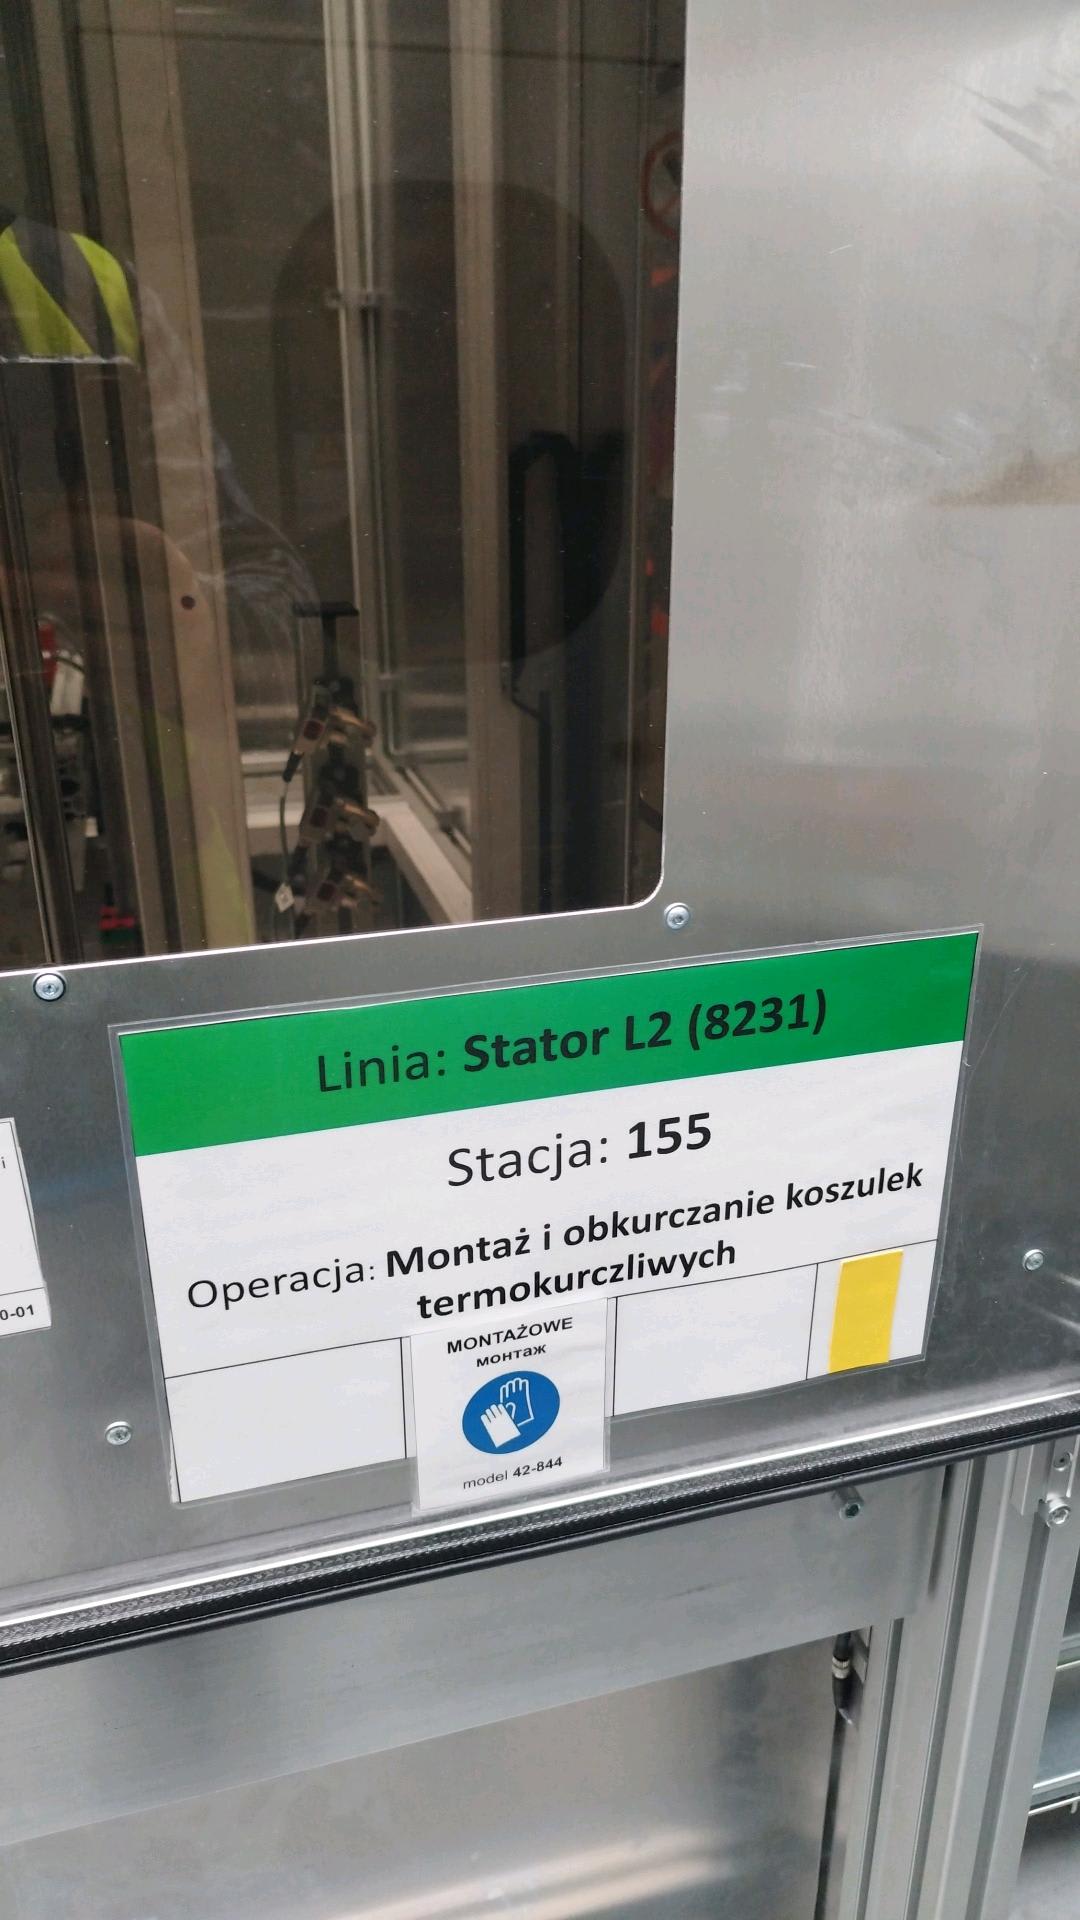 Linia: Stator L2 (8231)
Stacja: 155
Operacja: Montaż i obkurczanie koszulek
termokurczliwych
MONTAŻOWE
монтаж
model 42-844
i
0-01